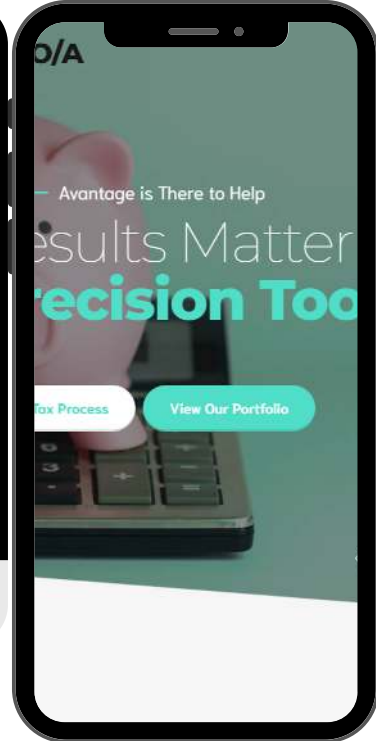 O/A
Avantage is There to Help
esults Matter
recision Too
Tax Process
View Our Portfolio